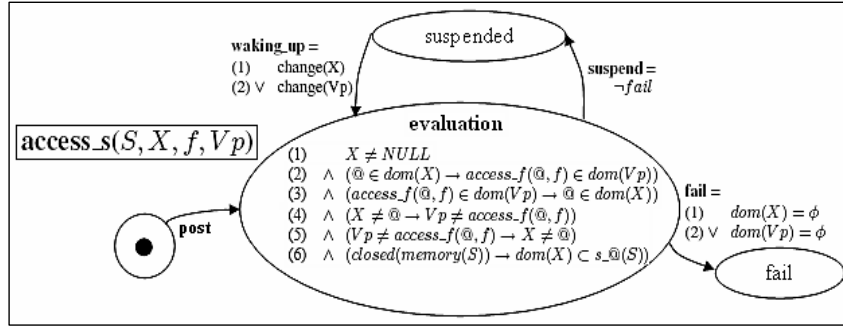 suspended
waking_up =
(1) change(X)
(2) ∨ change(Vp)
suspend =
¬fail
access_s(S, X, f, Vp)
evaluation
(1) X ≠ NULL
(2) ∧ (@ ∈ dom(X) → access_f(@, f) ∈ dom(Vp))
(3) ∧ (access_f(@, f) ∈ dom(Vp) → @ ∈ dom(X))
(4) ∧ (X ≠ @ → Vp ≠ access_f(@, f))
(5) ∧ (Vp ≠ access_f(@, f) → X ≠ @)
(6) ∧ (closed(memory(S)) → dom(X) ⊂ s_@(S))
post
fail =
(1) dom(X) = ϕ
(2) ∨ dom(Vp) = ϕ
fail